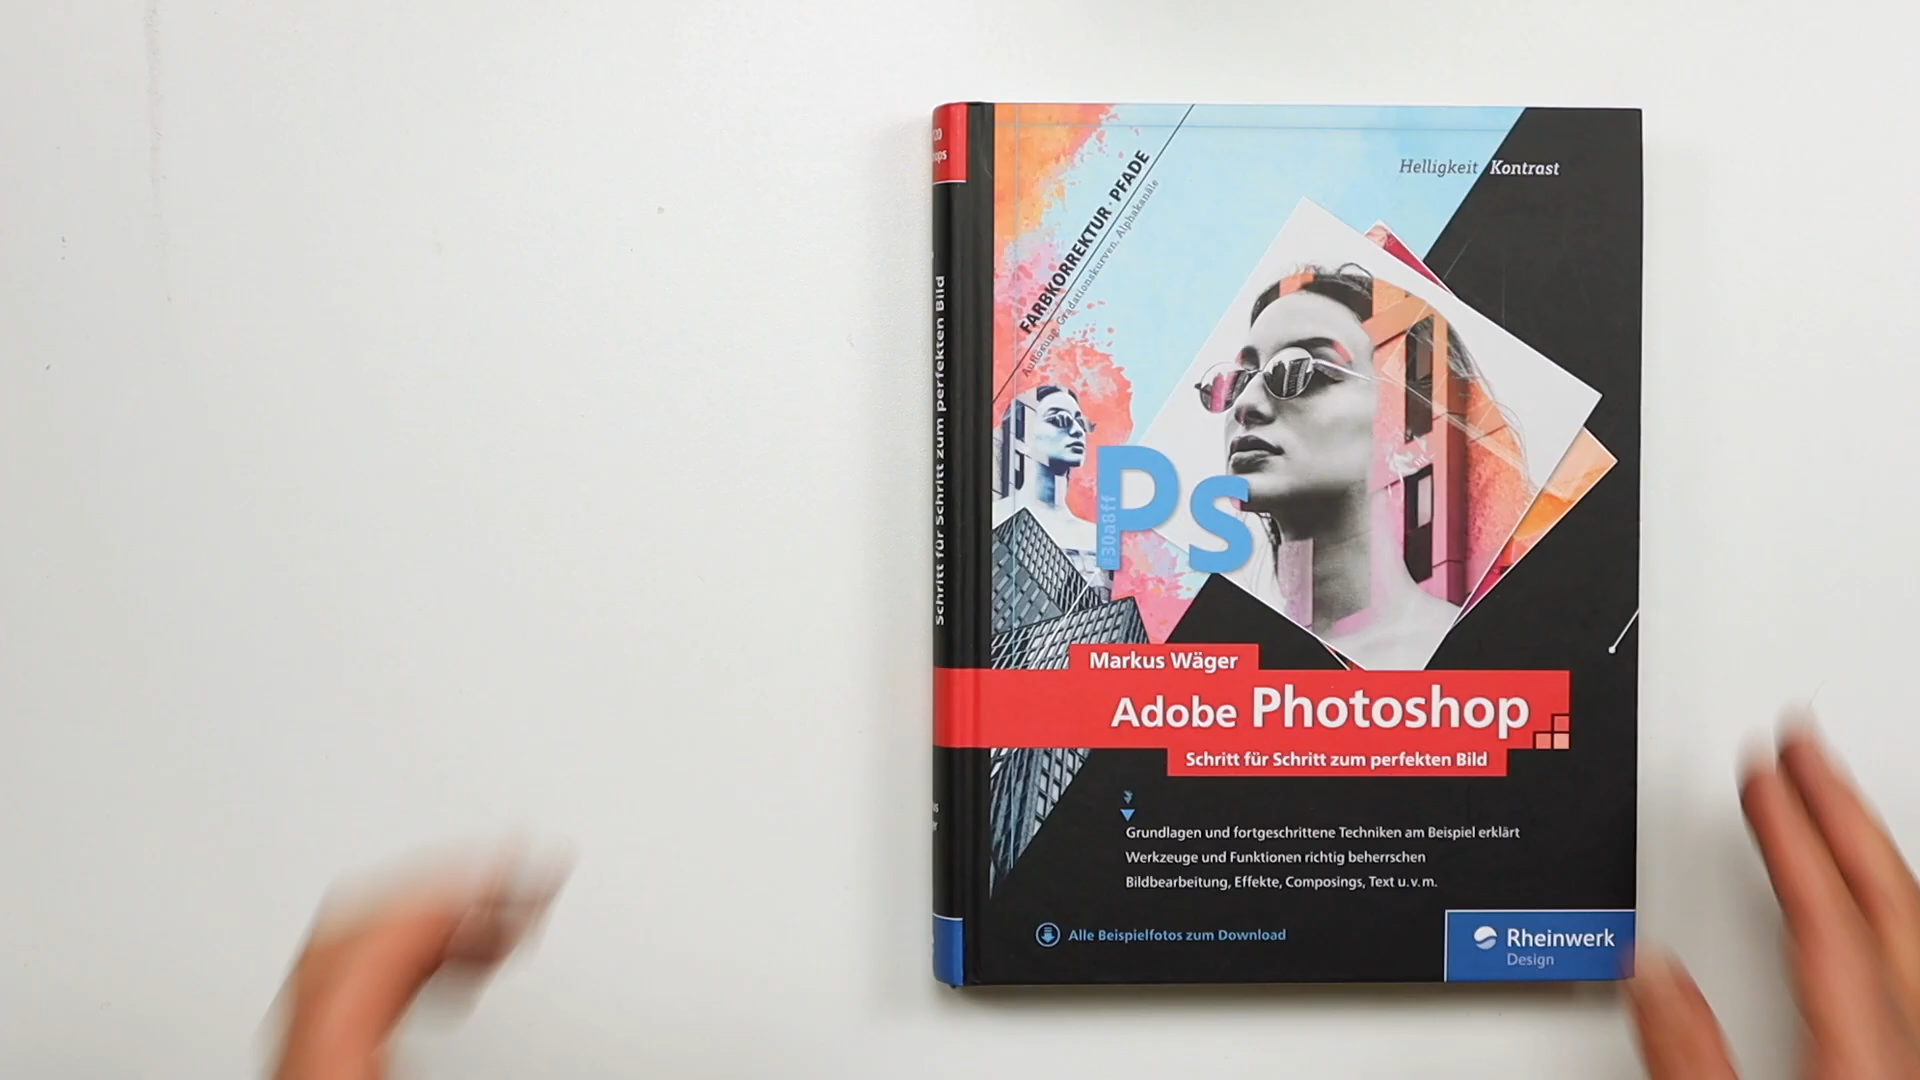 Helligkeit Kontrast
FARBKORREKTUR · PFADE
Auflösung, Gradationskurven, Alphakanäle
Schritt für Schritt zum perfekten Bild
Ps
30a8ff
Markus Wäger
Adobe Photoshop
Schritt für Schritt zum perfekten Bild
Grundlagen und fortgeschrittene Techniken am Beispiel erklärt
Werkzeuge und Funktionen richtig beherrschen
Bildbearbeitung, Effekte, Composings, Text u. v. m.
Alle Beispielfotos zum Download
Rheinwerk
Design